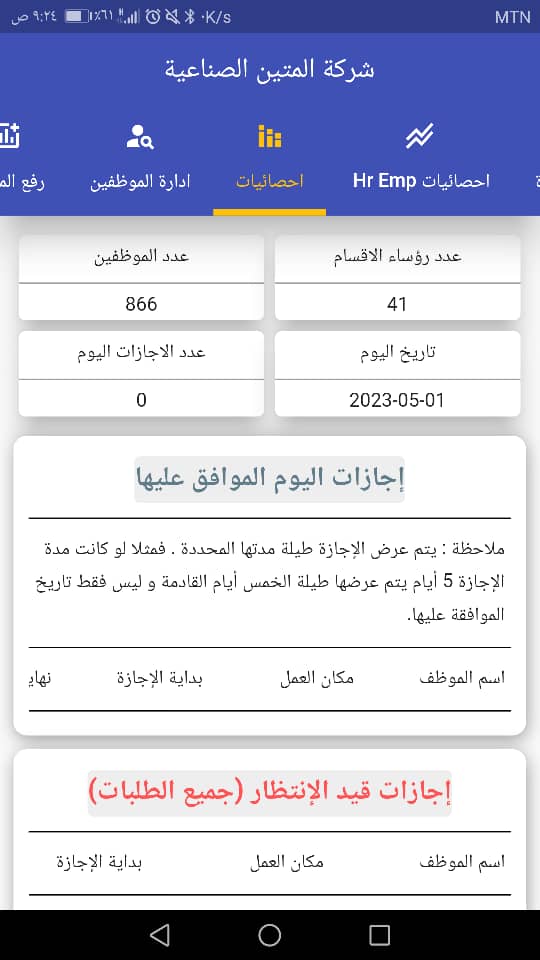 MTN
K/s
٩:٢٤ ص
٪٦١
شركة المتين الصناعية
احصائيات Hr Emp
احصائيات
ادارة الموظفين
رفع الم
عدد رؤساء الاقسام
41
عدد الموظفين
866
تاريخ اليوم
2023-05-01
عدد الاجازات اليوم
0
إجازات اليوم الموافق عليها
ملاحظة : يتم عرض الإجازة طيلة مدتها المحددة . فمثلا لو كانت مدة
الإجازة 5 أيام يتم عرضها طيلة الخمس أيام القادمة و ليس فقط تاريخ
الموافقة عليها.
اسم الموظف مكان العمل بداية الإجازة نهاي
إجازات قيد الإنتظار (جميع الطلبات)
اسم الموظف مكان العمل بداية الإجازة